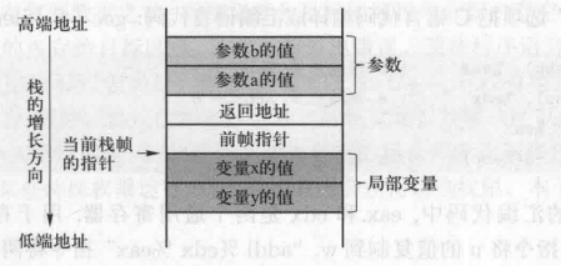 高端地址
参数b的值
参数a的值
参数
返回地址
前帧指针
栈的增长方向
当前栈帧
的指针
变量x的值
变量y的值
局部变量
低端地址